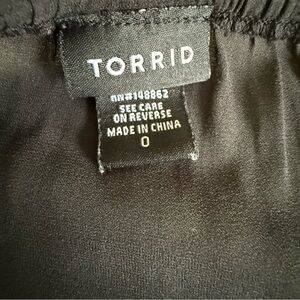 TORRID
RN#148862
SEE CARE
ON REVERSE
MADE IN CHINA
0